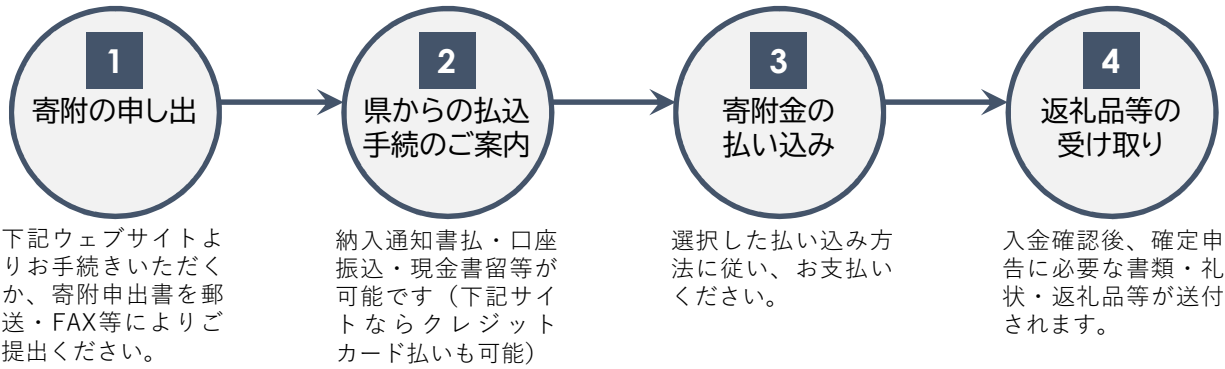 1
寄附の申し出
下記ウェブサイトよ
りお手続きいただく
か、寄附申出書を郵
送・FAX等によりご
提出ください。
2
県からの払込
手続のご案内
納入通知書払・口座
振込・現金書留等が
可能です（下記サイ
トならクレジット
カード払いも可能）
3
寄附金の
払い込み
選択した払い込み方
法に従い、お支払い
ください。
4
返礼品等の
受け取り
入金確認後、確定申
告に必要な書類・礼
状・返礼品等が送付
されます。